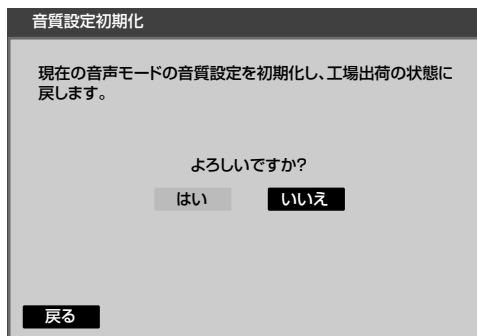 音質設定初期化
現在の音声モードの音質設定を初期化し、工場出荷の状態に
戻します。
よろしいですか?
はい いいえ
戻る